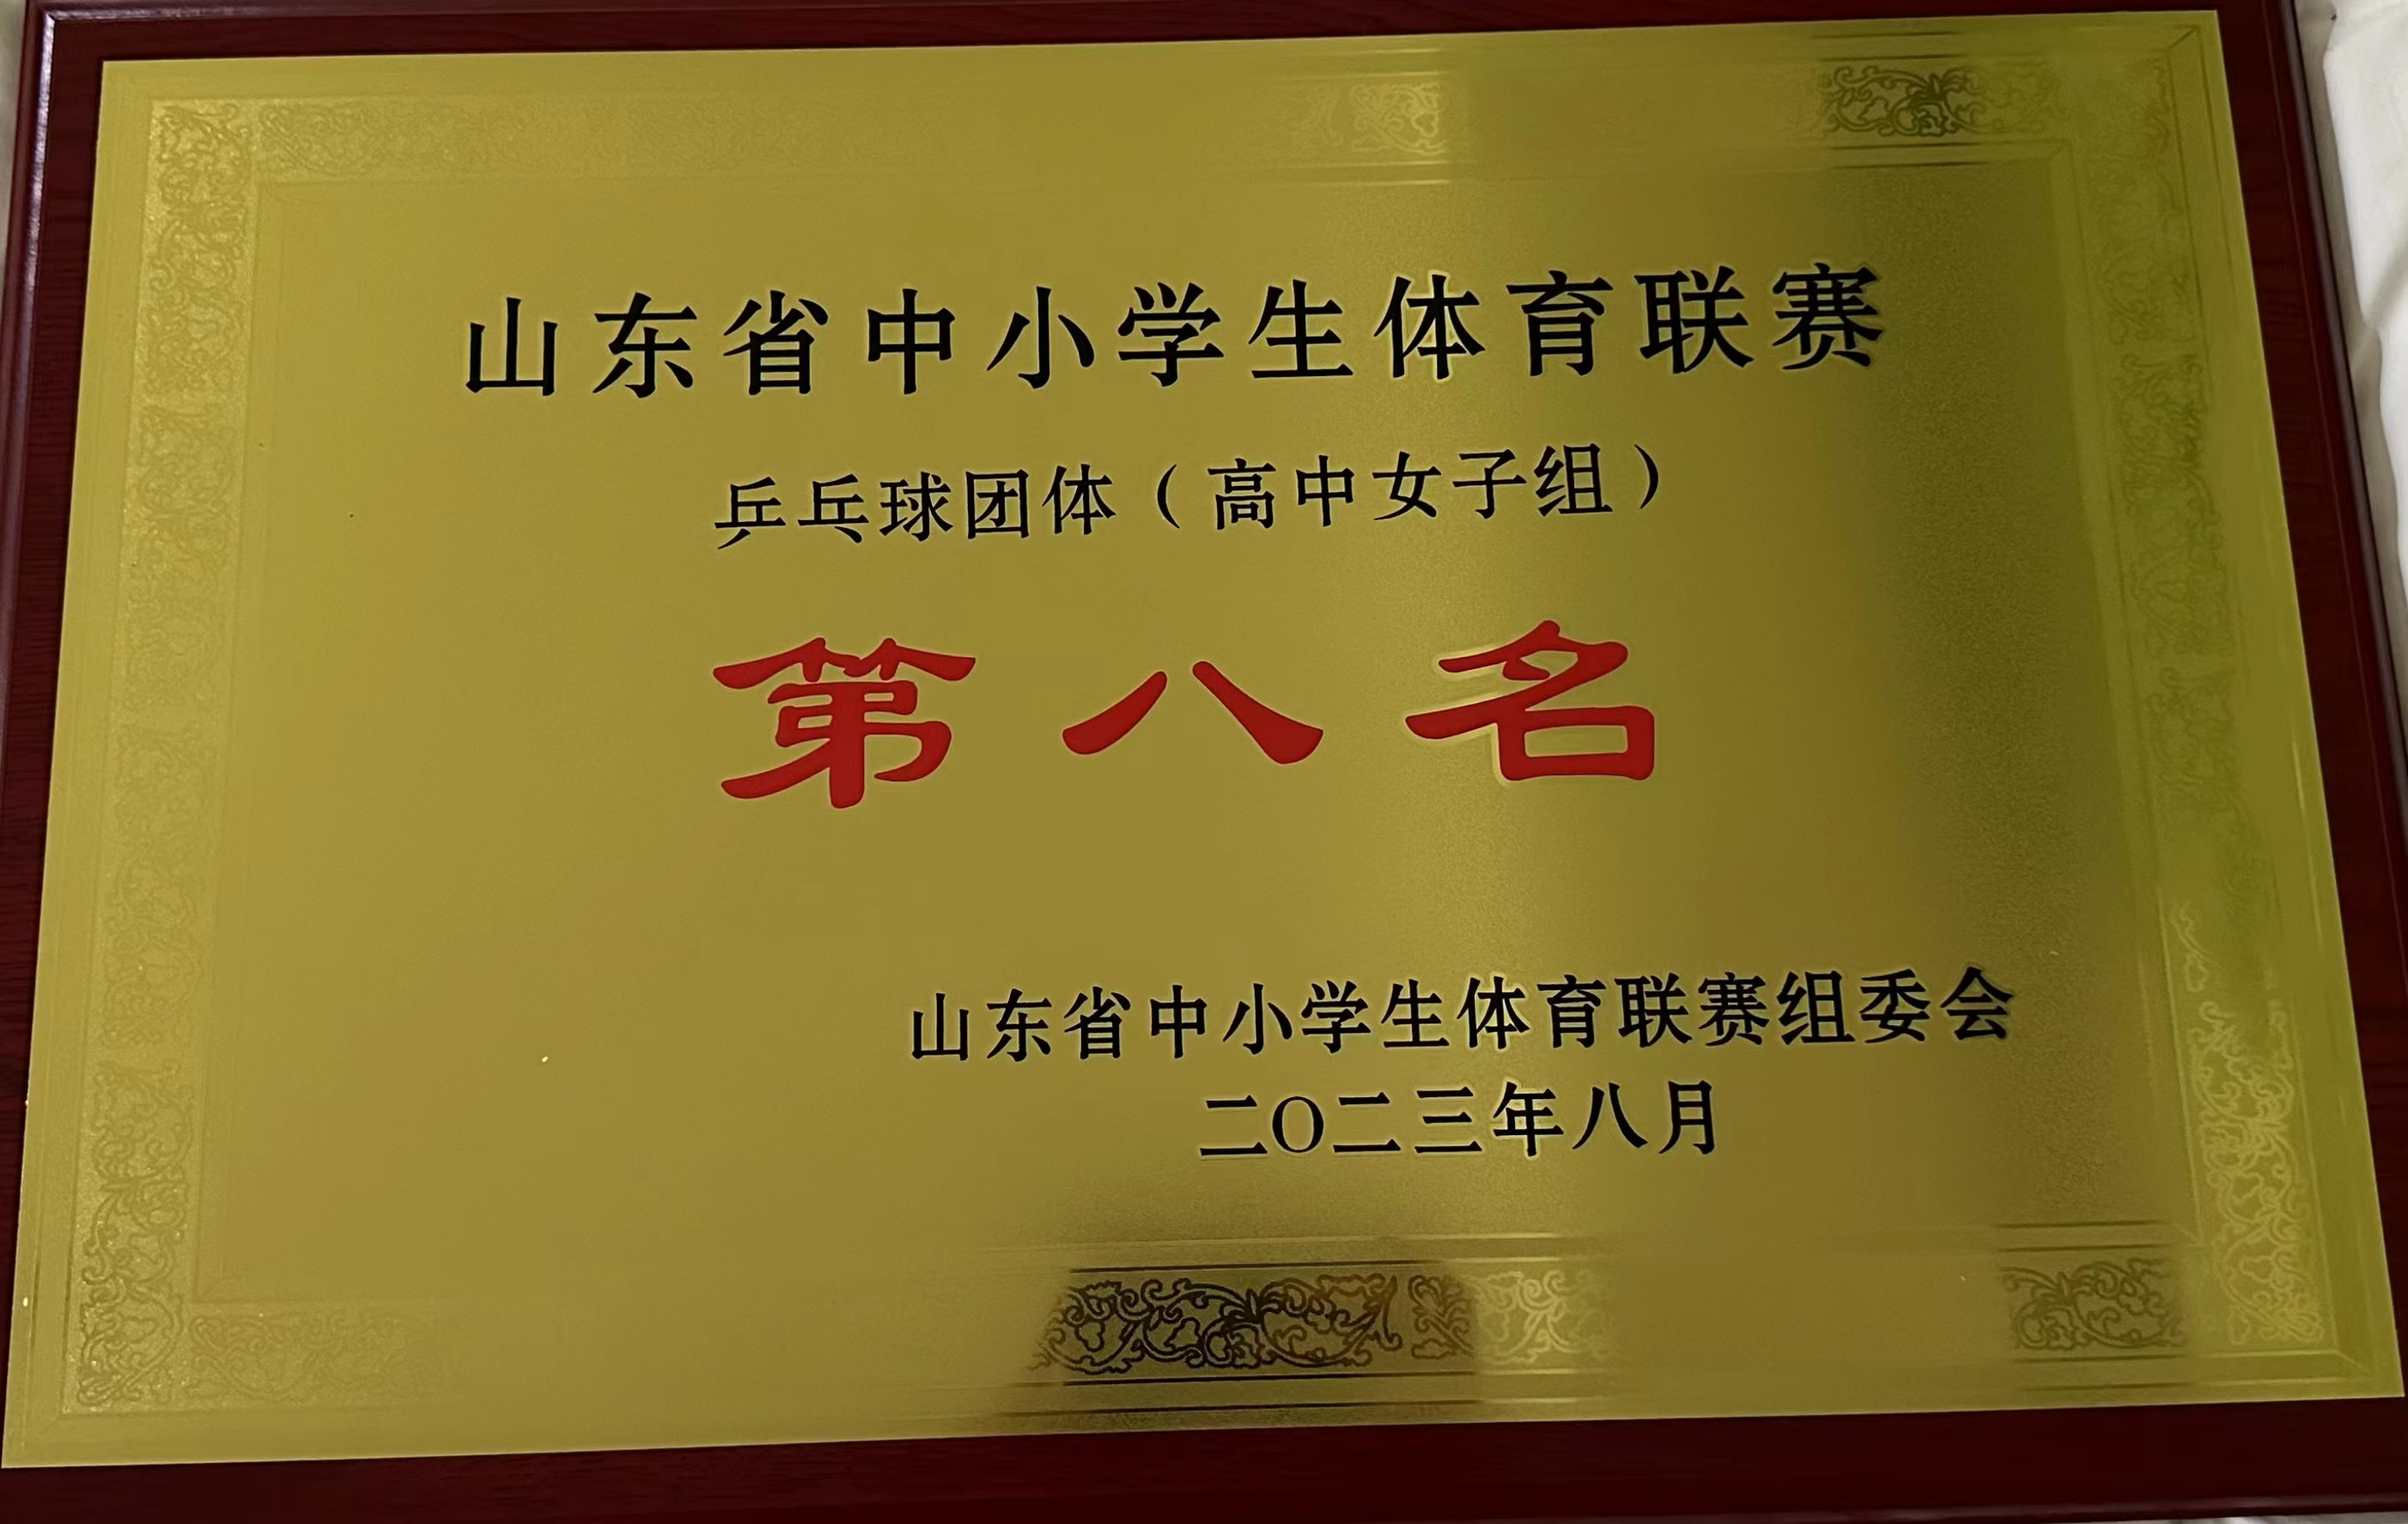 山东省中小学生体育联赛
乒乓球团体（高中女子组）
第八名
山东省中小学生体育联赛组委会
二O二三年八月